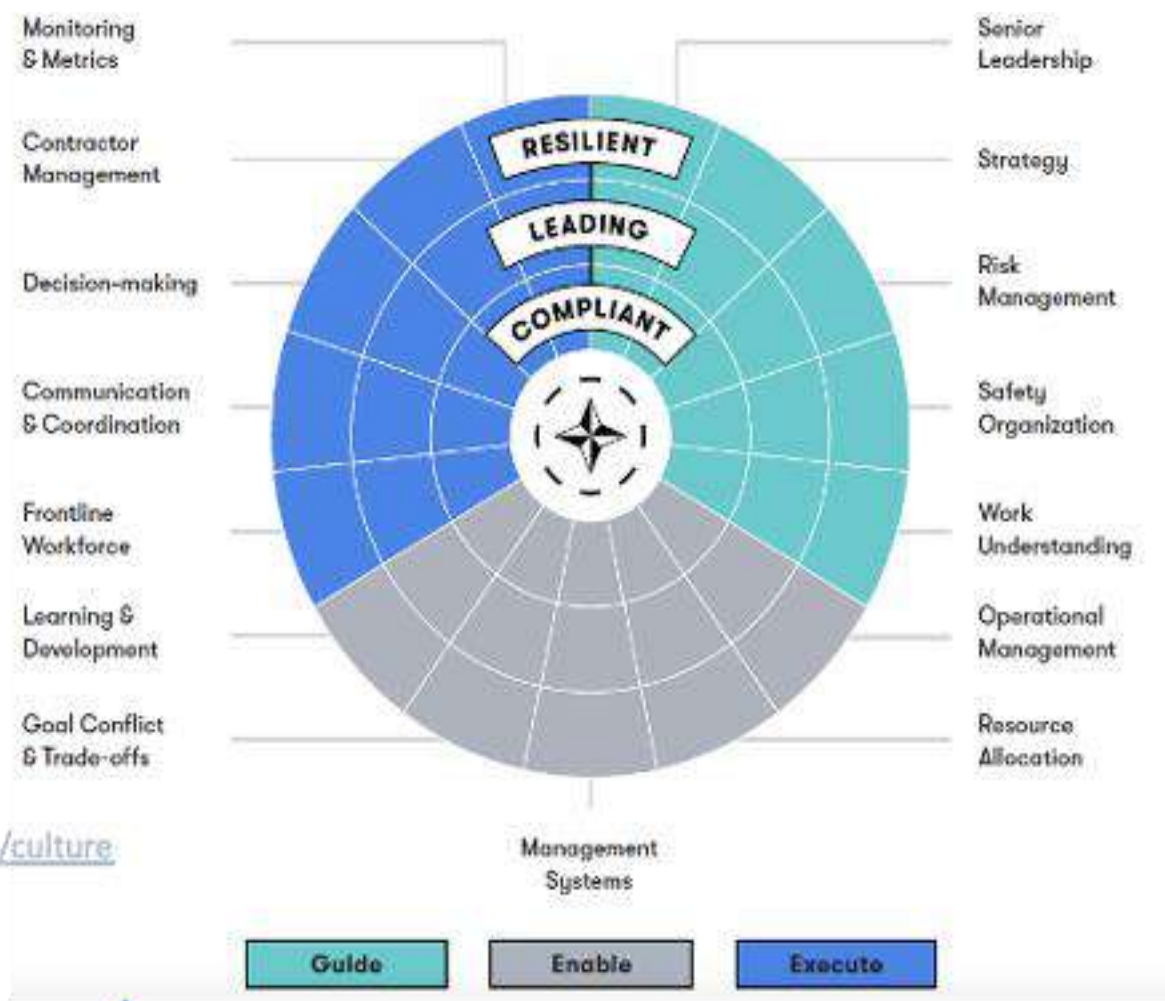 Monitoring
& Metrics
Senior
Leadership
Contractor
Management
Strategy
Decision-making
Risk
Management
Communication
& Coordination
Safety
Organization
Frontline
Workforce
Work
Understanding
Learning &
Development
Operational
Management
Goal Conflict
& Trade-offs
Resource
Allocation
RESILIENT
LEADING
COMPLIANT
/culture
Management
Systems
Guide
Enable
Execute